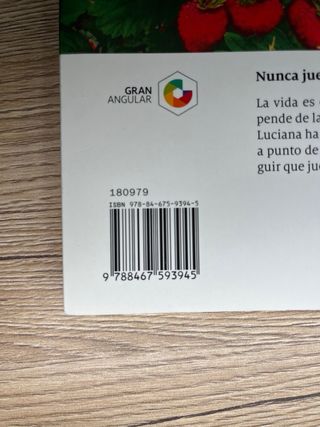 GRAN
ANGULAR
Nunca jue
La vida es
pende de la
Luciana ha
a punto de
guir que jue
180979
ISBN 978-84-675-9394-5
9 788467 593945